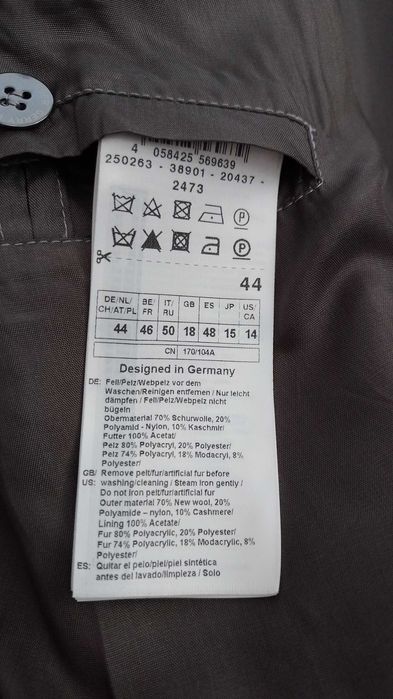 4 058425 569639
250263 - 38901 - 20437 -
2473
P
P
44
DE/NL/ CH/AT/PL BE/ FR IT/ RU GB ES JP US/ CA
44 46 50 18 48 15 14
CN 170/104A
Designed in Germany
DE: Fell/Pelz/Webpelz vor dem
Waschen/Reinigen entfernen / Nur leicht
dämpfen / Fell/Pelz/Webpelz nicht
bügeln
Obermaterial 70% Schurwolle, 20%
Polyamid - Nylon, 10% Kaschmir/
Futter 100% Acetat/
Pelz 80% Polyacryl, 20% Polyester/
Pelz 74% Polyacryl, 18% Modacryl, 8%
Polyester/
GB/ Remove pelt/fur/artificial fur before
US: washing/cleaning / Steam iron gently /
Do not iron pelt/fur/artificial fur
Outer material 70% New wool, 20%
Polyamide – nylon, 10% Cashmere/
Lining 100% Acetate/
Fur 80% Polyacrylic, 20% Polyester/
Fur 74% Polyacrylic, 18% Modacrylic, 8%
Polyester/
ES: Quitar el pelo/piel/piel sintética
antes del lavado/limpieza / Solo